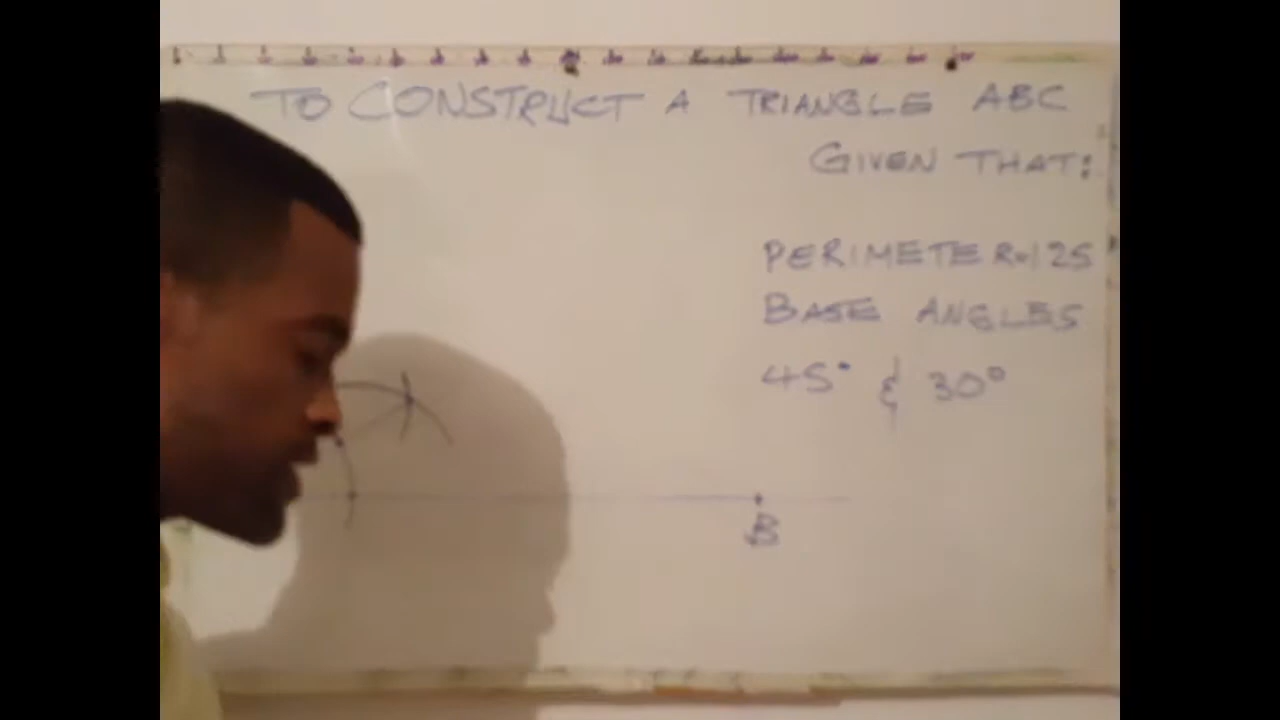 TO CONSTRUCT A TRIANGLE ABC
GIVEN THAT:
PERIMETER=125
BASE ANGLES
45° & 30°
B